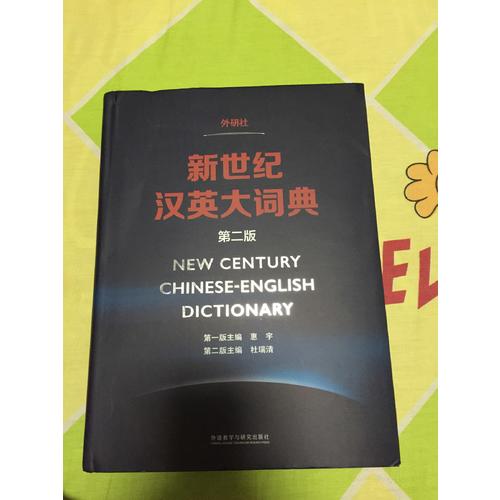 外研社
新世纪
汉英大词典
第二版
NEW CENTURY
CHINESE-ENGLISH
DICTIONARY
第一版主编 惠 宇
第二版主编 杜瑞清
外语教学与研究出版社